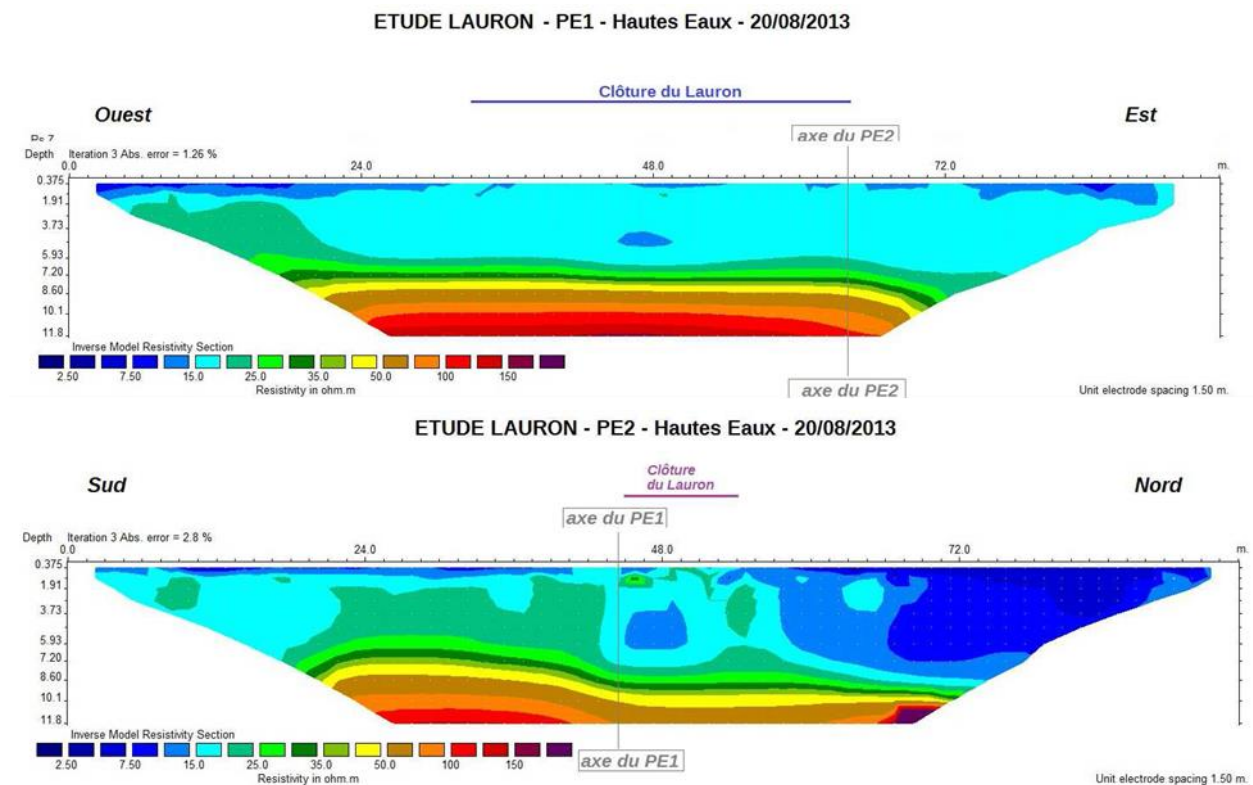 ETUDE LAURON - PE1 - Hautes Eaux - 20/08/2013
Clôture du Lauron
Ouest
Est
axe du PE2
Depth Iteration 3 Abs. error = 1.26 %
0.0 24.0 48.0 72.0 m.
0.375
1.91
3.73
5.93
7.20
8.60
10.1
11.8
Inverse Model Resistivity Section
2.50 7.50 15.0 25.0 35.0 50.0 100 150
Resistivity in ohm.m
axe du PE2
Unit electrode spacing 1.50 m.
ETUDE LAURON - PE2 - Hautes Eaux - 20/08/2013
Clôture
du Lauron
Sud
Nord
axe du PE1
Depth Iteration 3 Abs. error = 2.8 %
0.0 24.0 48.0 72.0 m.
0.375
1.91
3.73
5.93
7.20
8.60
10.1
11.8
Inverse Model Resistivity Section
2.50 7.50 15.0 25.0 35.0 50.0 100 150
Resistivity in ohm.m
axe du PE1
Unit electrode spacing 1.50 m.